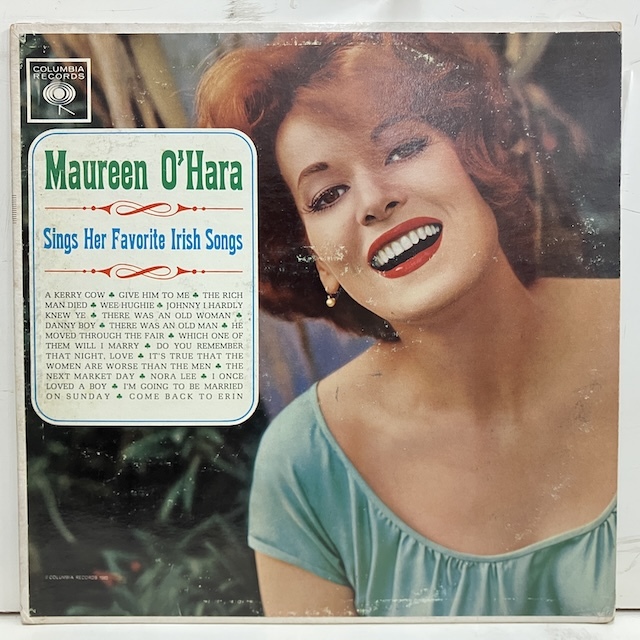 COLUMBIA
RECORDS
Maureen O'Hara
Sings Her Favorite Irish Songs
A KERRY COW ♣ GIVE HIM TO ME ♣ THE RICH
MAN DIED ♣ WEE HUGHIE ♣ JOHNNY I HARDLY
KNEW YE ♣ THERE WAS AN OLD WOMAN ♣
DANNY BOY ♣ THERE WAS AN OLD MAN ♣ HE
MOVED THROUGH THE FAIR ♣ WHICH ONE OF
THEM WILL I MARRY ♣ DO YOU REMEMBER
THAT NIGHT, LOVE ♣ IT'S TRUE THAT THE
WOMEN ARE WORSE THAN THE MEN ♣ THE
NEXT MARKET DAY ♣ NORA LEE ♣ I ONCE
LOVED A BOY ♣ I'M GOING TO BE MARRIED
ON SUNDAY ♣ COME BACK TO ERIN
© COLUMBIA RECORDS